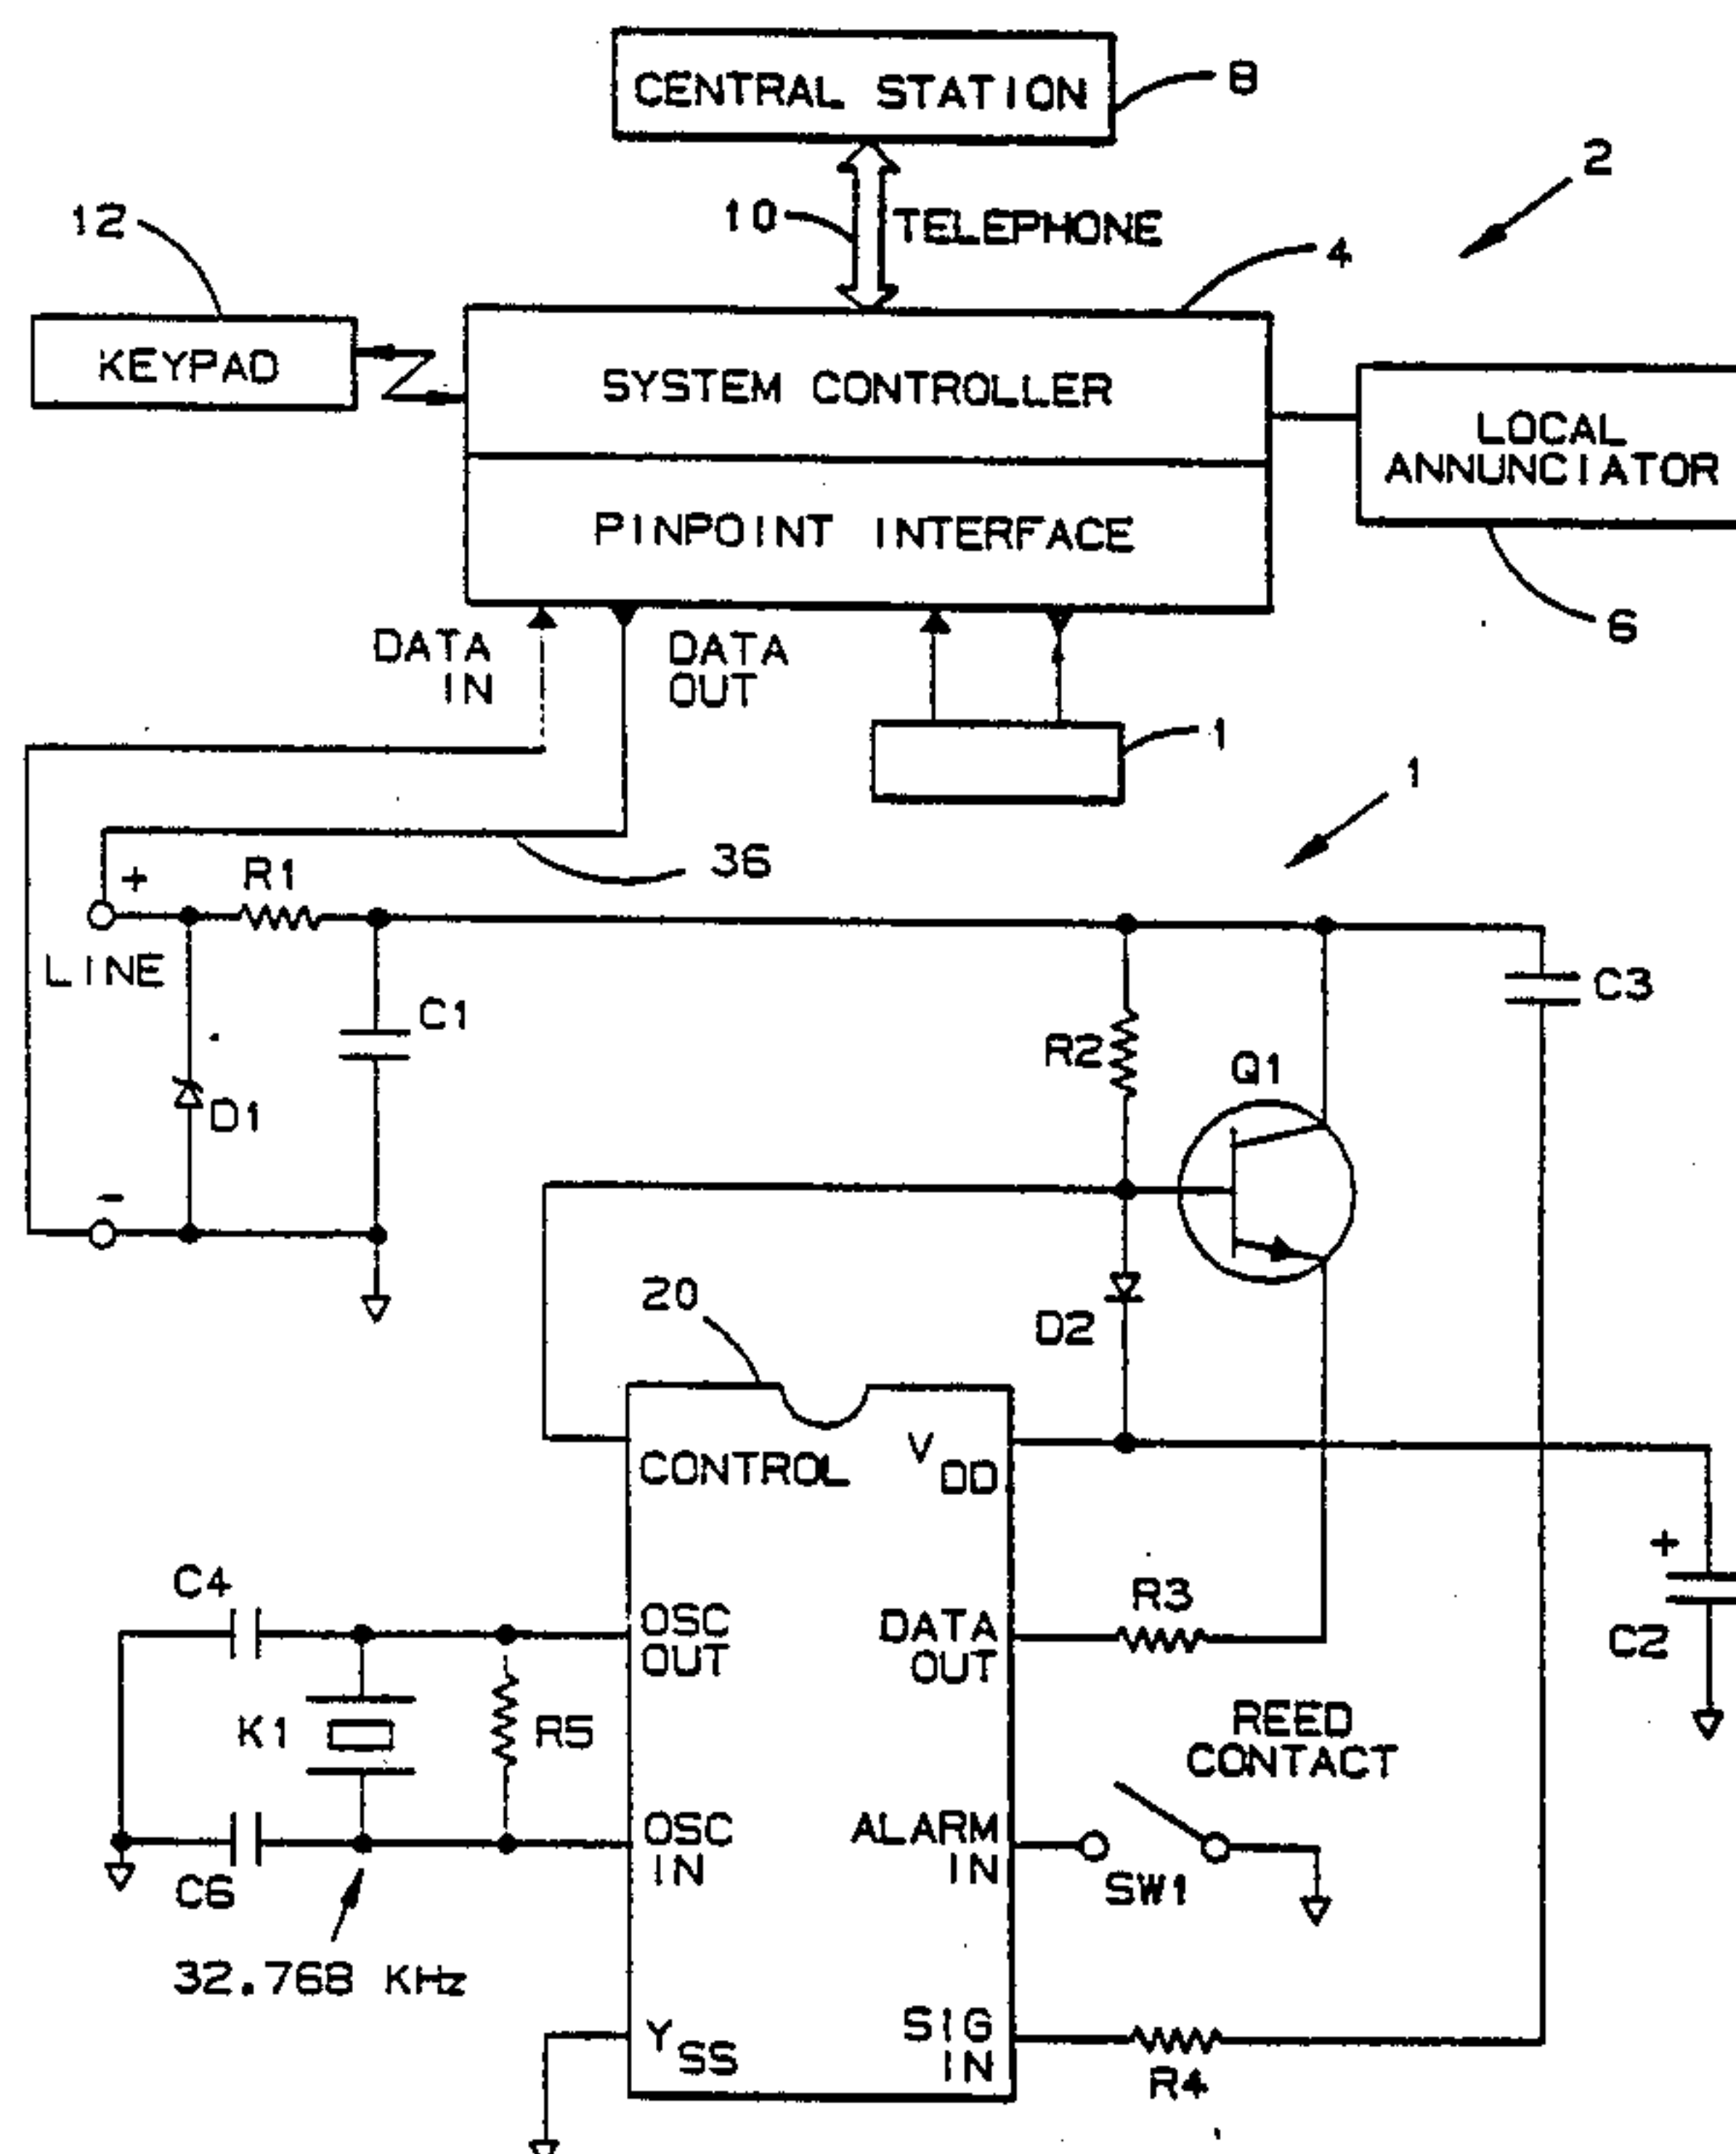 CENTRAL STATION
8
2
10
TELEPHONE
12
4
KEYPAD
SYSTEM CONTROLLER
LOCAL
ANNUNCIATOR
PINPOINT INTERFACE
6
DATA
IN
DATA
OUT
1
1
36
+
R1
LINE
C1
C3
R2
Q1
D1
-
20
D2
CONTROL
VDD
+
C4
R3
OSC
OUT
DATA
OUT
C2
K1
R5
REED
CONTACT
OSC
IN
ALARM
IN
C6
SW1
32.768 KHz
YSS
SIG
IN
R4